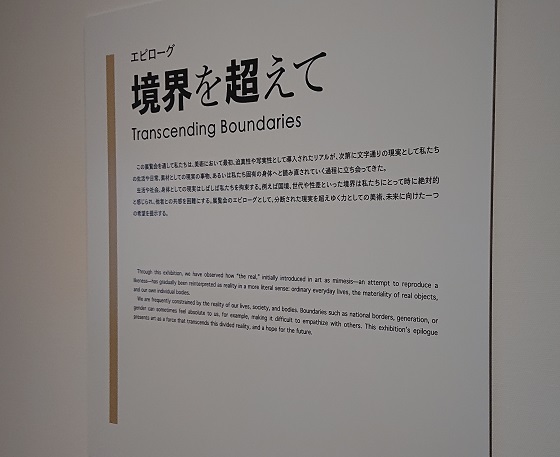 エピローグ
境界を超えて
Transcending Boundaries
この展覧会を通して私たちは、美術において最初、迫真性や写実性として導入されたリアルが、次第に文字通りの現実として私たち
の生活や日常、素材としての現実の事物、あるいは私たち固有の身体へと読み直されていく過程に立ち会ってきた。
生活や社会、身体としての現実はしばしば私たちを拘束する。例えば国境、世代や性差といった境界は私たちにとって時に絶対的
と感じられ、他者との共感を困難にする。展覧会のエピローグとして、分断された現実を超えゆく力としての美術、未来に向けた一つ
の希望を提示する。
Through this exhibition, we have observed how “the real,” initially introduced in art as mimesis—an attempt to reproduce a
likeness—has gradually been reinterpreted as reality in a more literal sense: ordinary everyday lives, the materiality of real objects,
and our own individual bodies.
We are frequently constrained by the reality of our lives, society, and bodies. Boundaries such as national borders, generation, or
gender can sometimes feel absolute to us, for example, making it difficult to empathize with others. This exhibition’s epilogue
presents art as a force that transcends this divided reality, and a hope for the future.